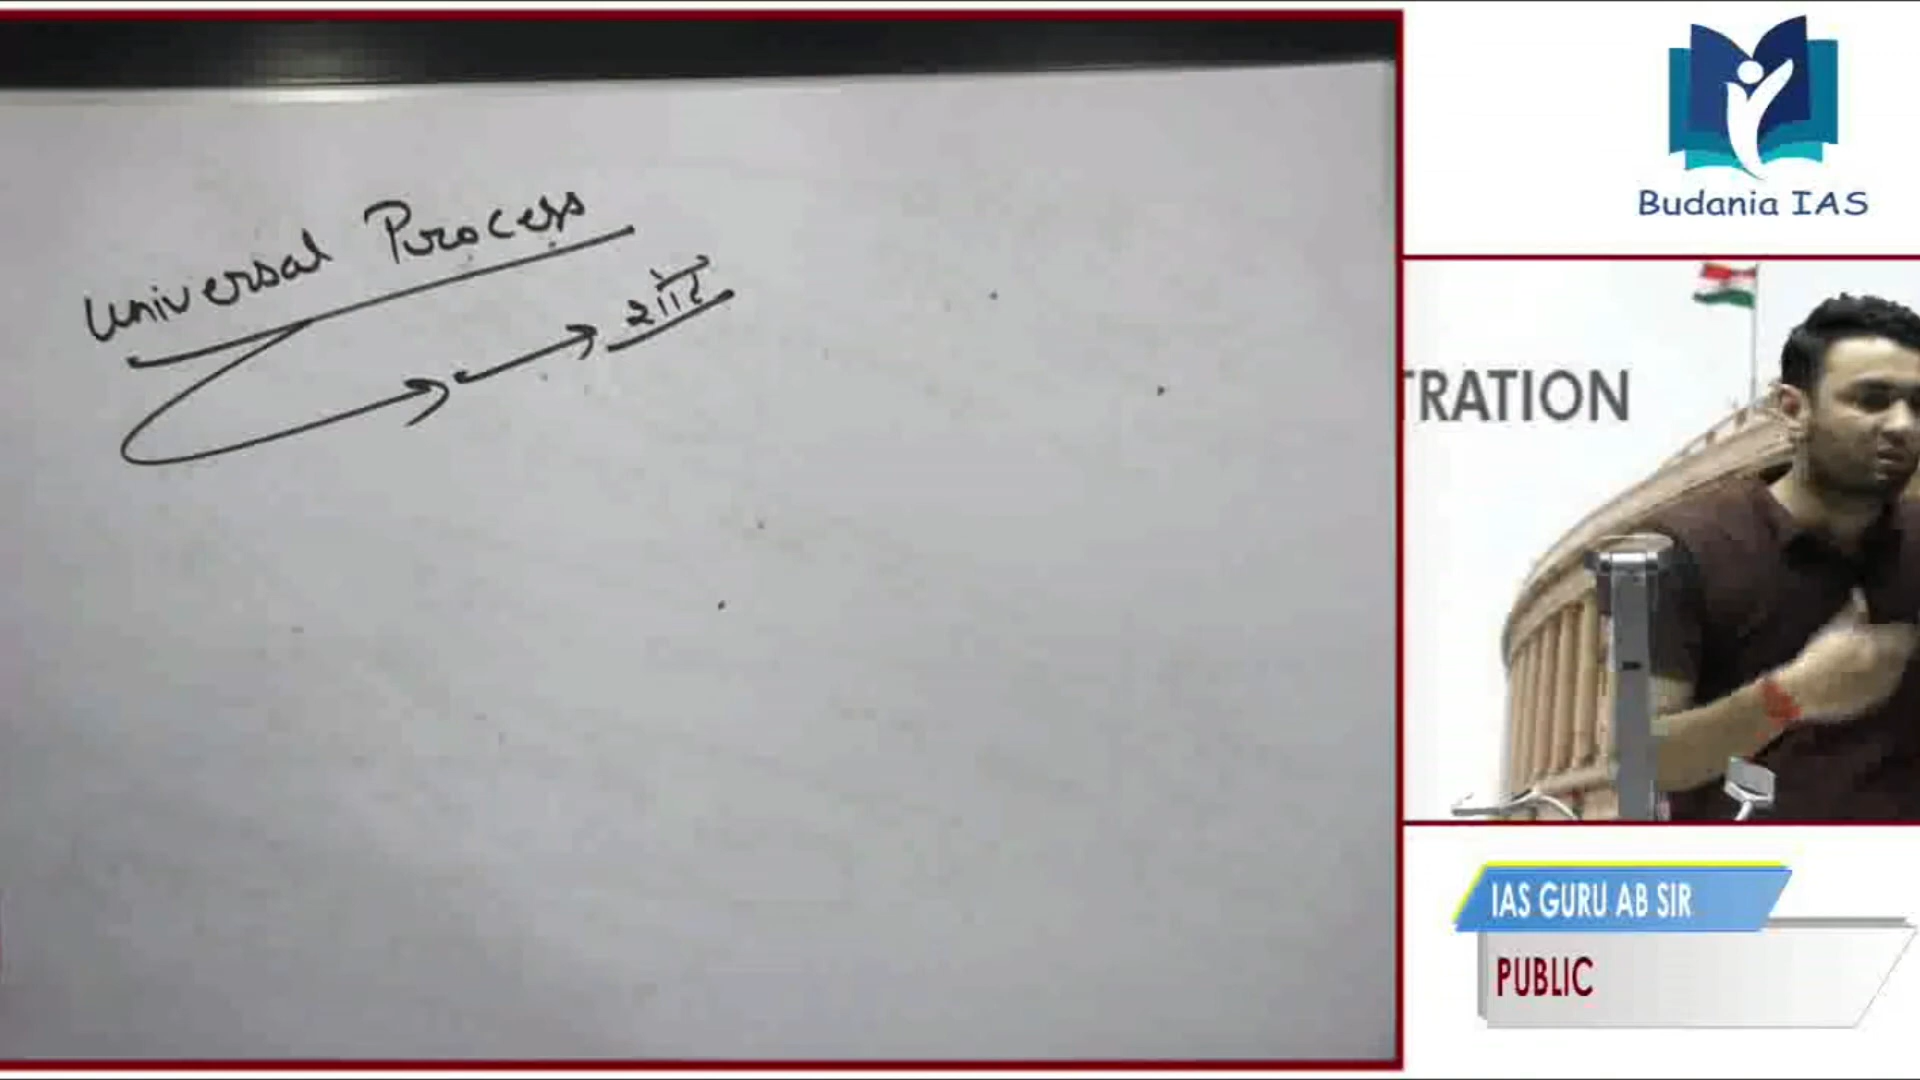 Universal Process
Budania IAS
TRATION
IAS GURU AB SIR
PUBLIC